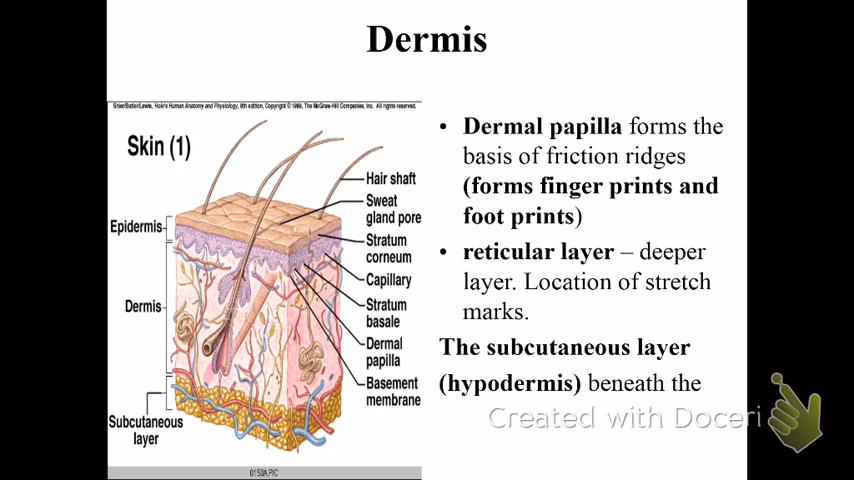 Dermis
Shier/Butler/Lewis, Hole's Human Anatomy and Physiology, 8th edition, Copyright © 1999, The McGraw-Hill Companies, Inc. All rights reserved.
Skin (1)
Hair shaft
Sweat
gland pore
Stratum
corneum
Capillary
Stratum
basale
Dermal
papilla
Basement
membrane
Epidermis
Dermis
Subcutaneous
layer
0150A.PIC
• Dermal papilla forms the
basis of friction ridges
(forms finger prints and
foot prints)
• reticular layer – deeper
layer. Location of stretch
marks.
The subcutaneous layer
(hypodermis) beneath the
Created with Doceri